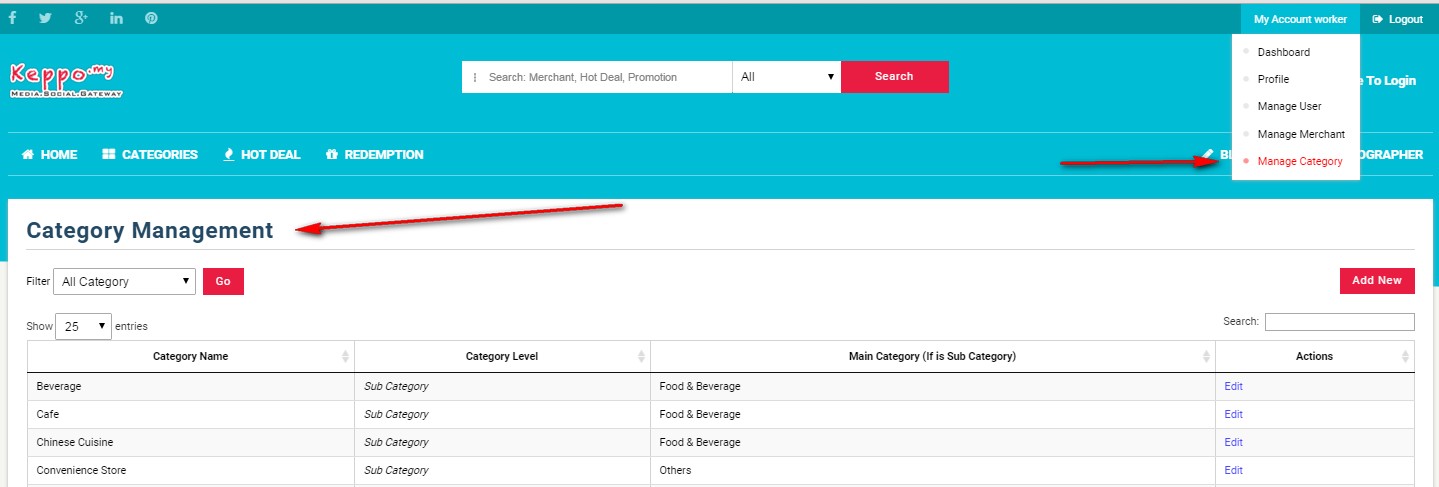 My Account worker
Logout
Dashboard
Profile
Manage User
Manage Merchant
Manage Category
Keppo.my
MEDIA.SOCIAL.GATEWAY
Search: Merchant, Hot Deal, Promotion
All
Search
To Login
HOME
CATEGORIES
HOT DEAL
REDEMPTION
Category Management
Filter
All Category
Go
Add New
Show 25 entries
Search:
Category Name
Category Level
Main Category (If is Sub Category)
Actions
Beverage
Sub Category
Food & Beverage
Edit
Cafe
Sub Category
Food & Beverage
Edit
Chinese Cuisine
Sub Category
Food & Beverage
Edit
Convenience Store
Sub Category
Others
Edit